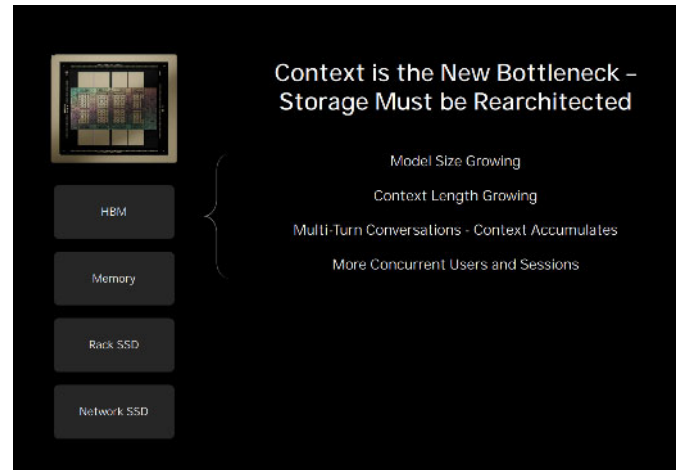 Context is the New Bottleneck –
Storage Must be Rearchitected
Model Size Growing
Context Length Growing
Multi-Turn Conversations - Context Accumulates
More Concurrent Users and Sessions
HBM
Memory
Rack SSD
Network SSD